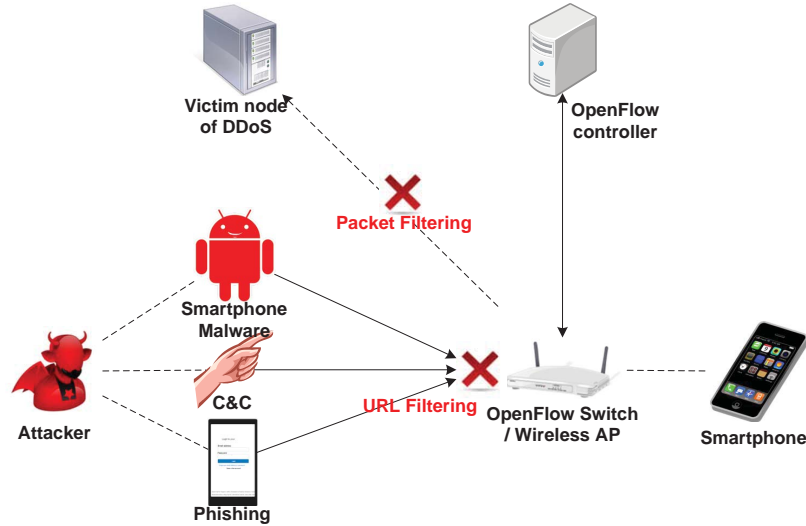 Victim node
of DDoS
OpenFlow
controller
Packet Filtering
Smartphone
Malware
C&C
URL Filtering
OpenFlow Switch
/ Wireless AP
Attacker
Smartphone
Phishing